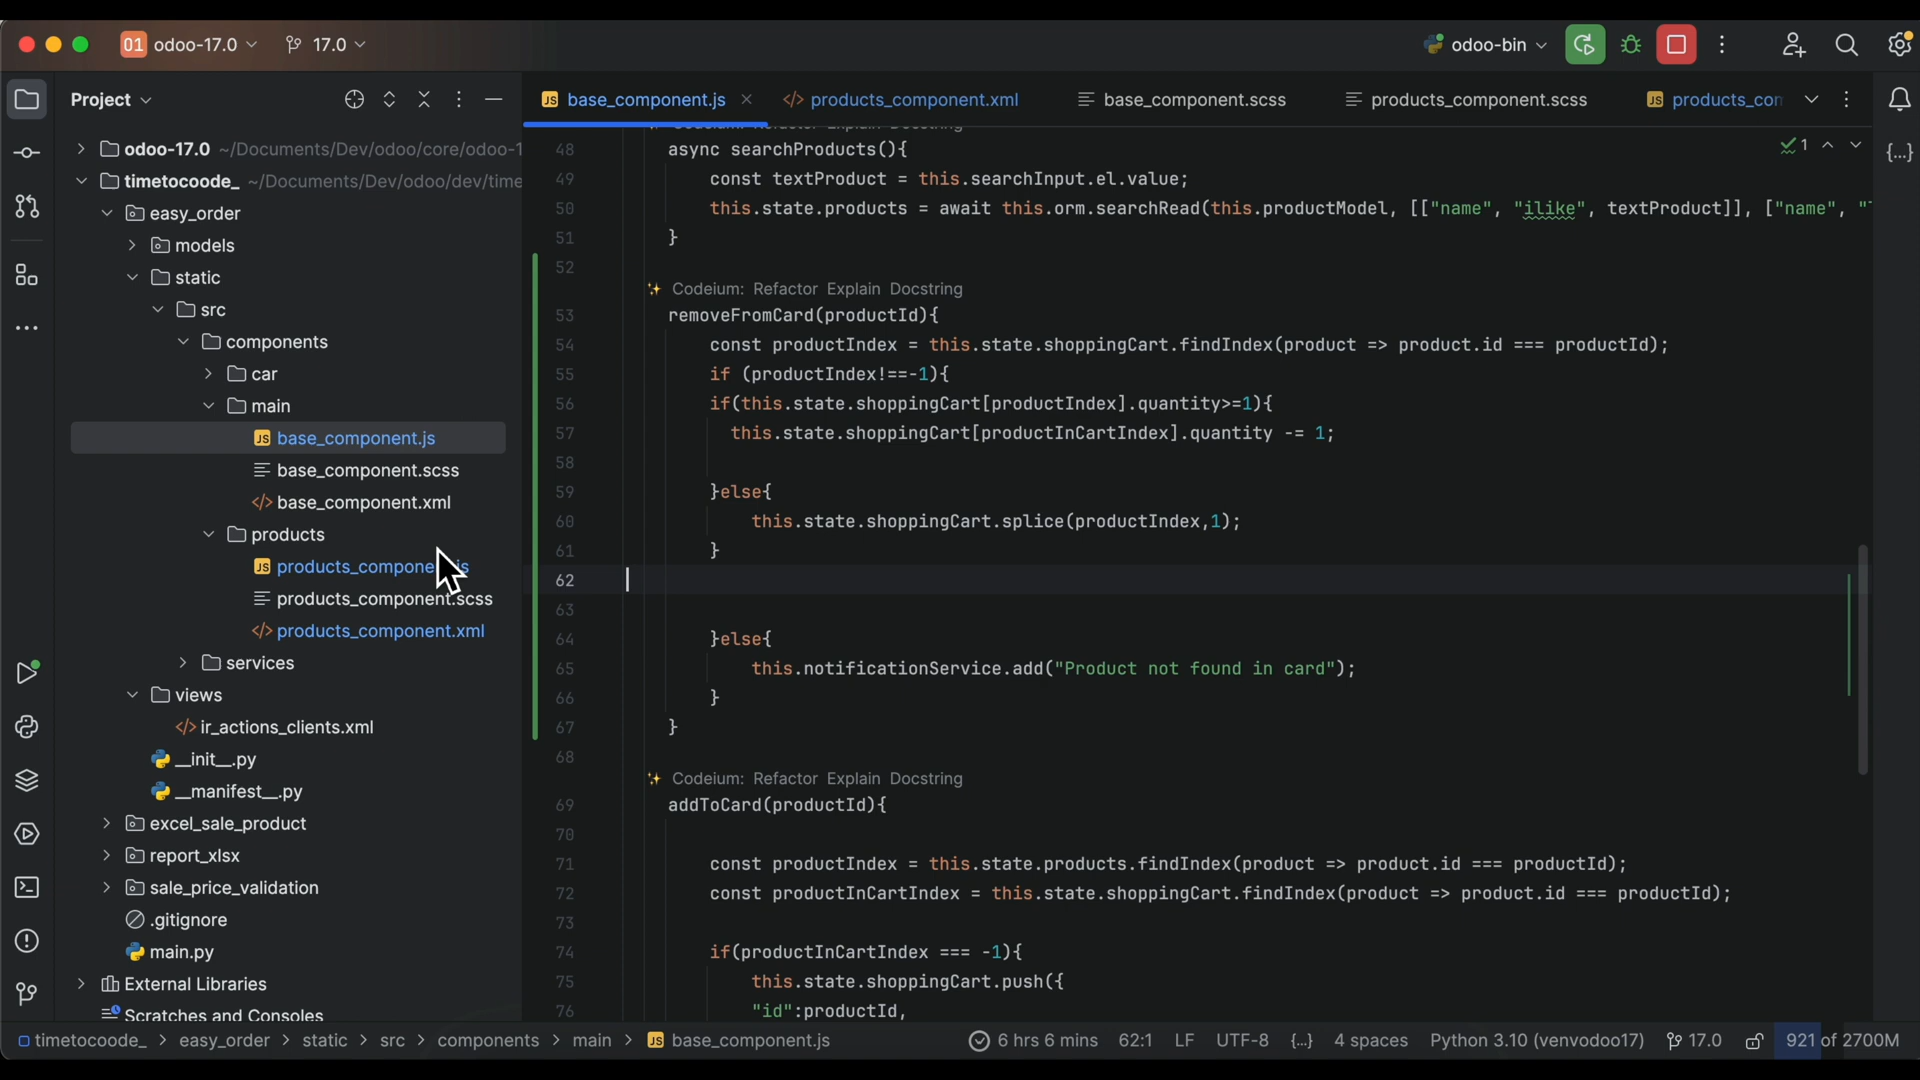 01 odoo-17.0 17.0 odoo-bin
Project
base_component.js products_component.xml base_component.scss products_component.scss products_con
odoo-17.0 ~/Documents/Dev/odoo/core/odoo-1
timetocoode_ ~/Documents/Dev/odoo/dev/time
easy_order
models
static
src
components
car
main
base_component.js
base_component.scss
base_component.xml
products
products_compone s
products_component.scss
products_component.xml
services
views
ir_actions_clients.xml
__init__.py
__manifest__.py
excel_sale_product
report_xlsx
sale_price_validation
.gitignore
main.py
External Libraries
Scratches and Consoles
Codeium: Refactor Explain Docstring
1
48 async searchProducts(){
49 const textProduct = this.searchInput.el.value;
50 this.state.products = await this.orm.searchRead(this.productModel, [["name", "ilike", textProduct]], ["name", "
51 }
52
Codeium: Refactor Explain Docstring
53 removeFromCard(productId){
54 const productIndex = this.state.shoppingCart.findIndex(product => product.id === productId);
55 if (productIndex!==-1){
56 if(this.state.shoppingCart[productIndex].quantity>=1){
57 this.state.shoppingCart[productInCartIndex].quantity -= 1;
58
59 }else{
60 this.state.shoppingCart.splice(productIndex,1);
61 }
62
63
64 }else{
65 this.notificationService.add("Product not found in card");
66 }
67 }
68
Codeium: Refactor Explain Docstring
69 addToCard(productId){
70
71 const productIndex = this.state.products.findIndex(product => product.id === productId);
72 const productInCartIndex = this.state.shoppingCart.findIndex(product => product.id === productId);
73
74 if(productInCartIndex === -1){
75 this.state.shoppingCart.push({
76 "id":productId,
timetocoode_ > easy_order > static > src > components > main > base_component.js 6 hrs 6 mins 62:1 LF UTF-8 {..} 4 spaces Python 3.10 (venvodoo17) 17.0 921 of 2700M